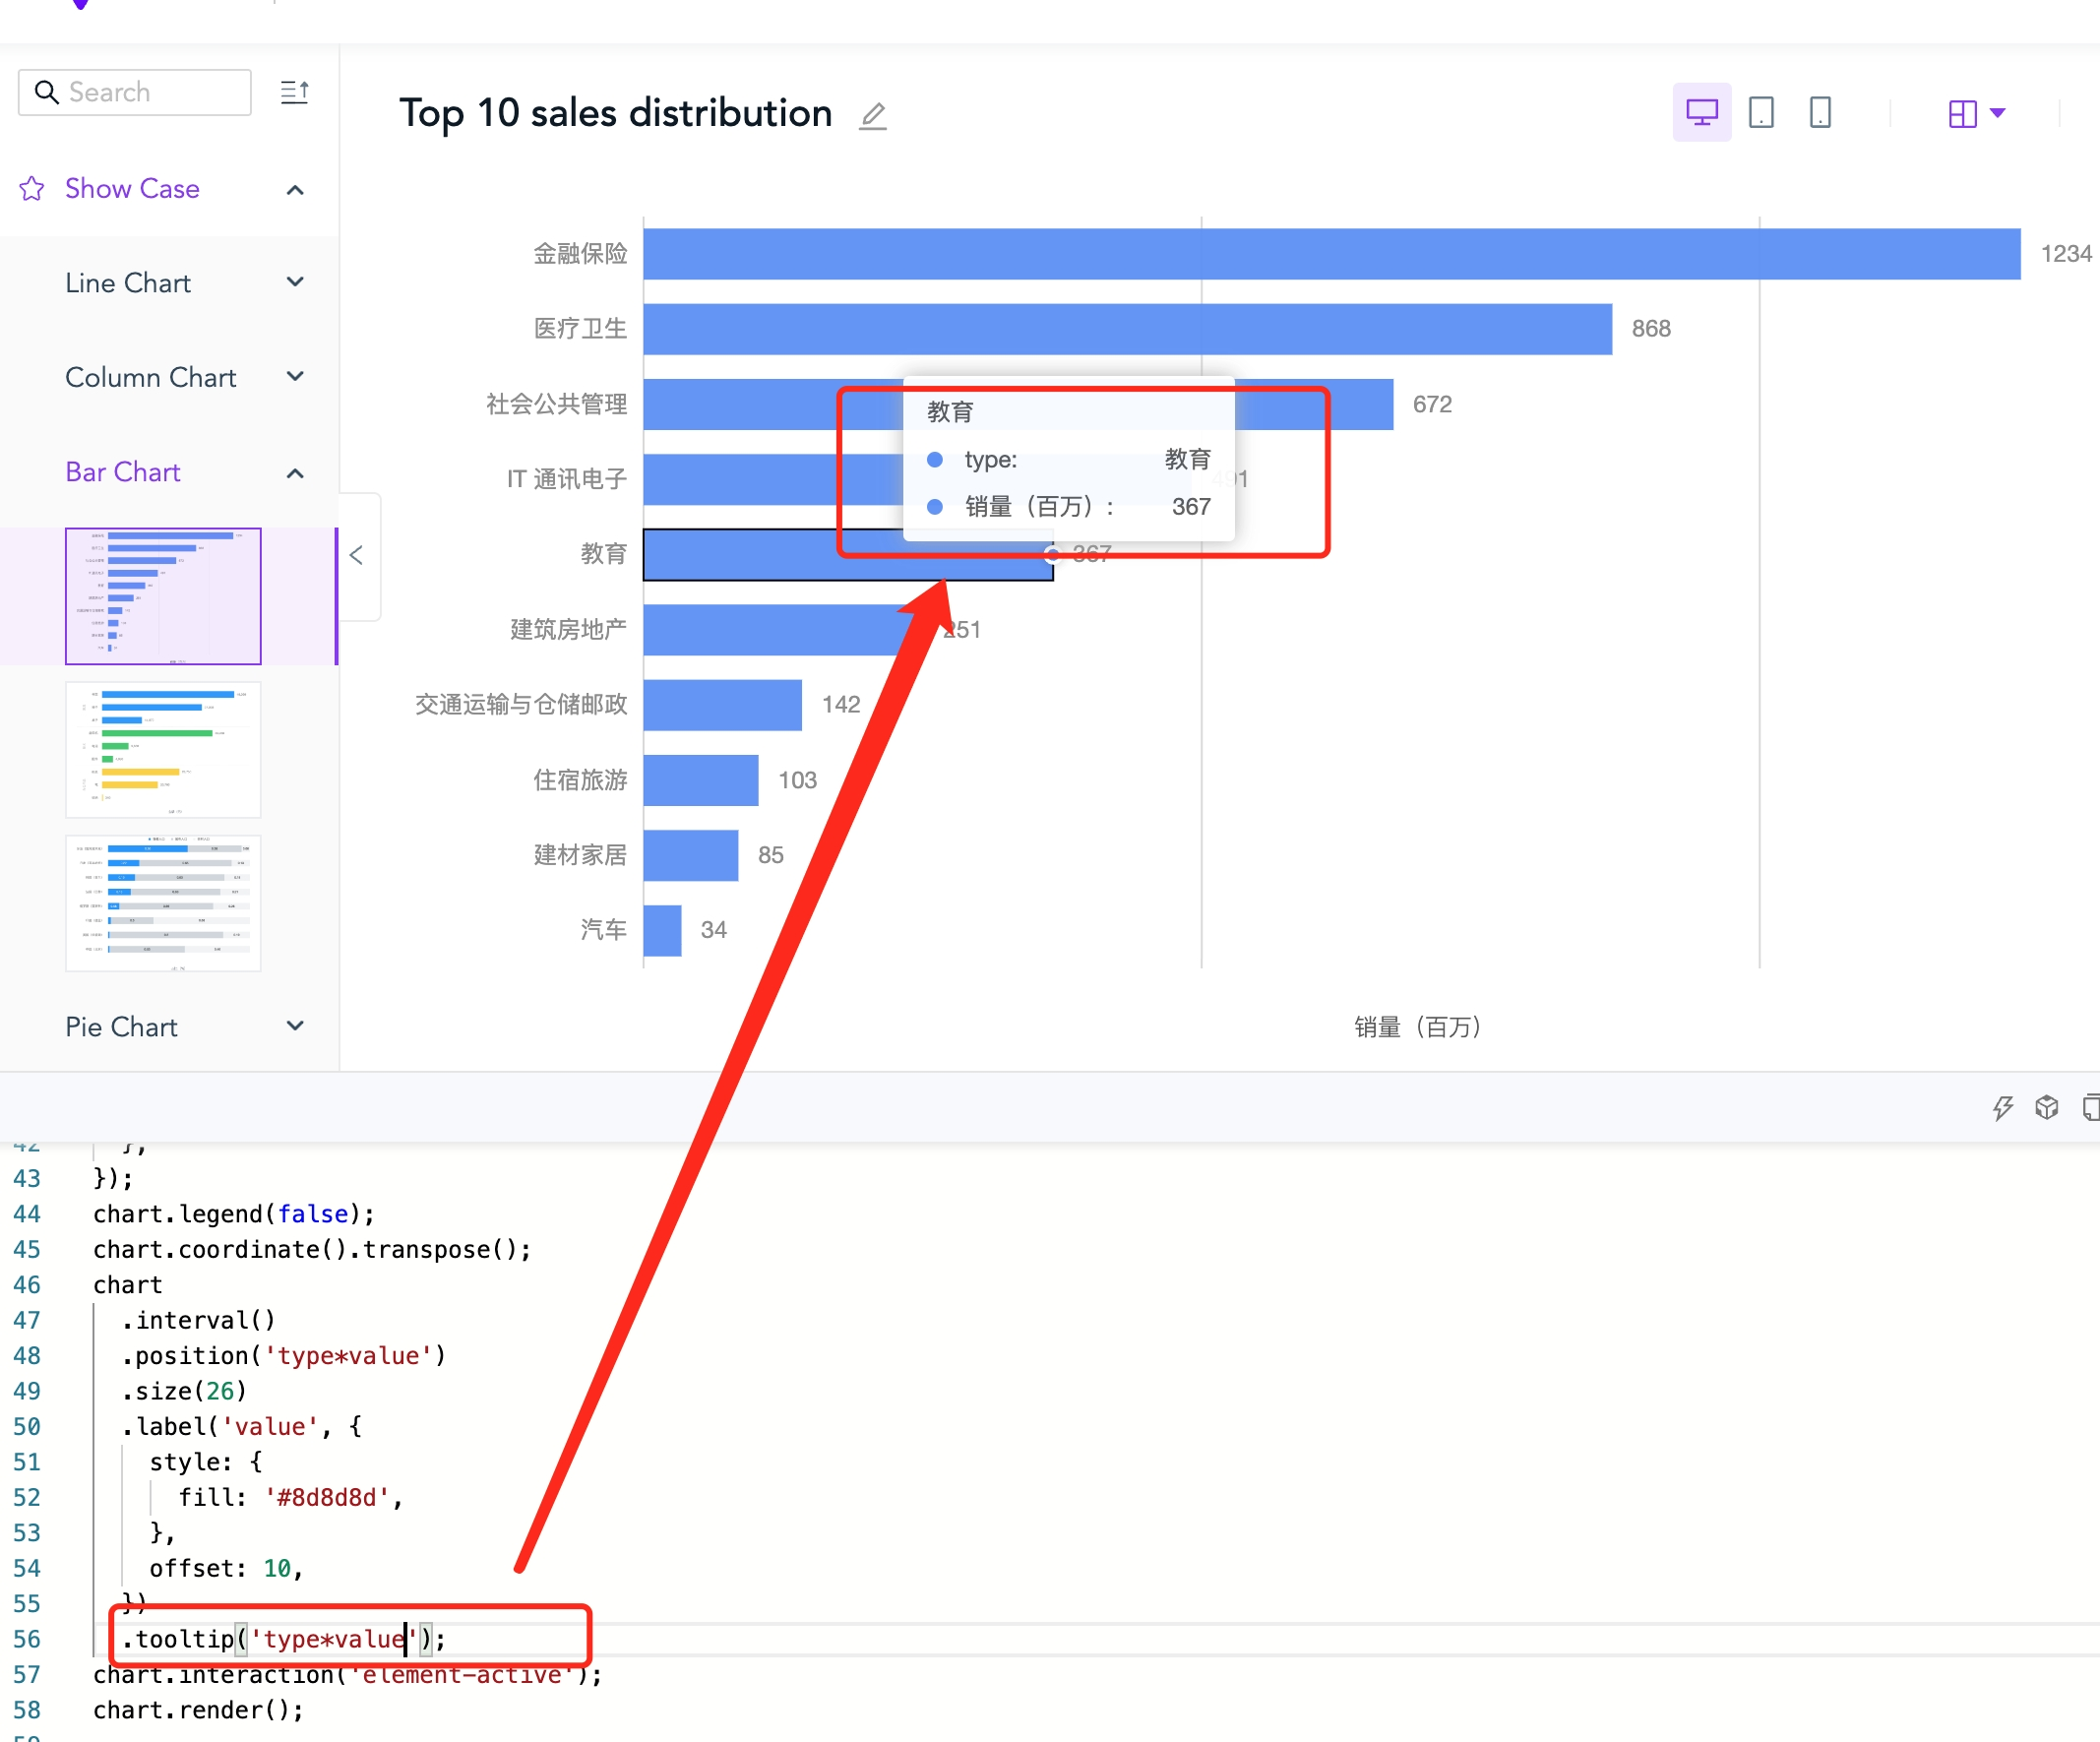 Search
Show Case
Line Chart
Column Chart
Bar Chart
Pie Chart
Top 10 sales distribution
金融保险 1234
医疗卫生 868
社会公共管理 672
IT 通讯电子 491
教育 367
建筑房地产 251
交通运输与仓储邮政 142
住宿旅游 103
建材家居 85
汽车 34
销量（百万）
教育
type: 教育
销量（百万）: 367
42 },
43 });
44 chart.legend(false);
45 chart.coordinate().transpose();
46 chart
47 .interval()
48 .position('type*value')
49 .size(26)
50 .label('value', {
51 style: {
52 fill: '#8d8d8d',
53 },
54 offset: 10,
55 })
56 .tooltip('type*value');
57 chart.interaction('element-active');
58 chart.render();
59